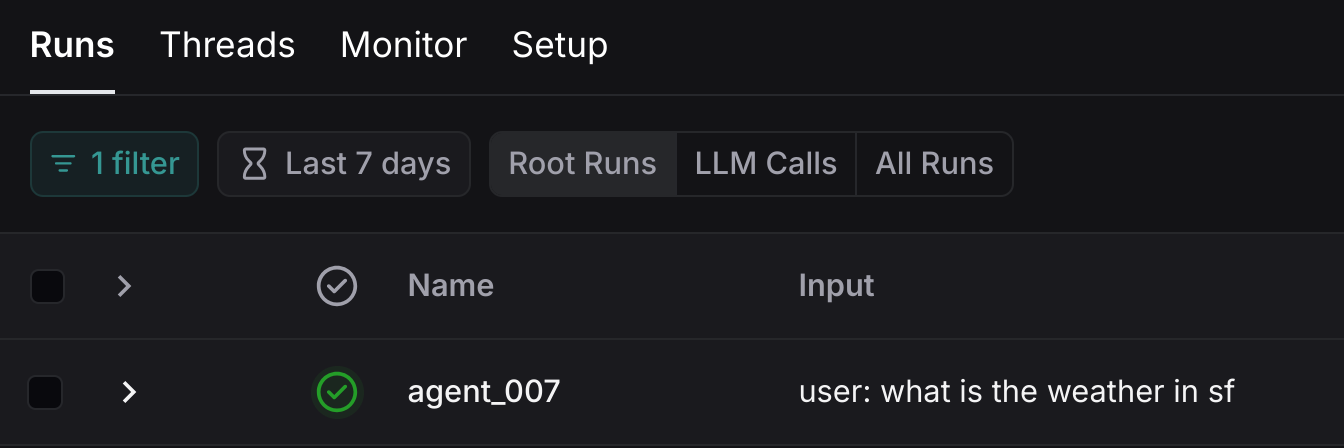 Runs Threads Monitor Setup
1 filter Last 7 days Root Runs LLM Calls All Runs
Name Input
agent_007 user: what is the weather in sf